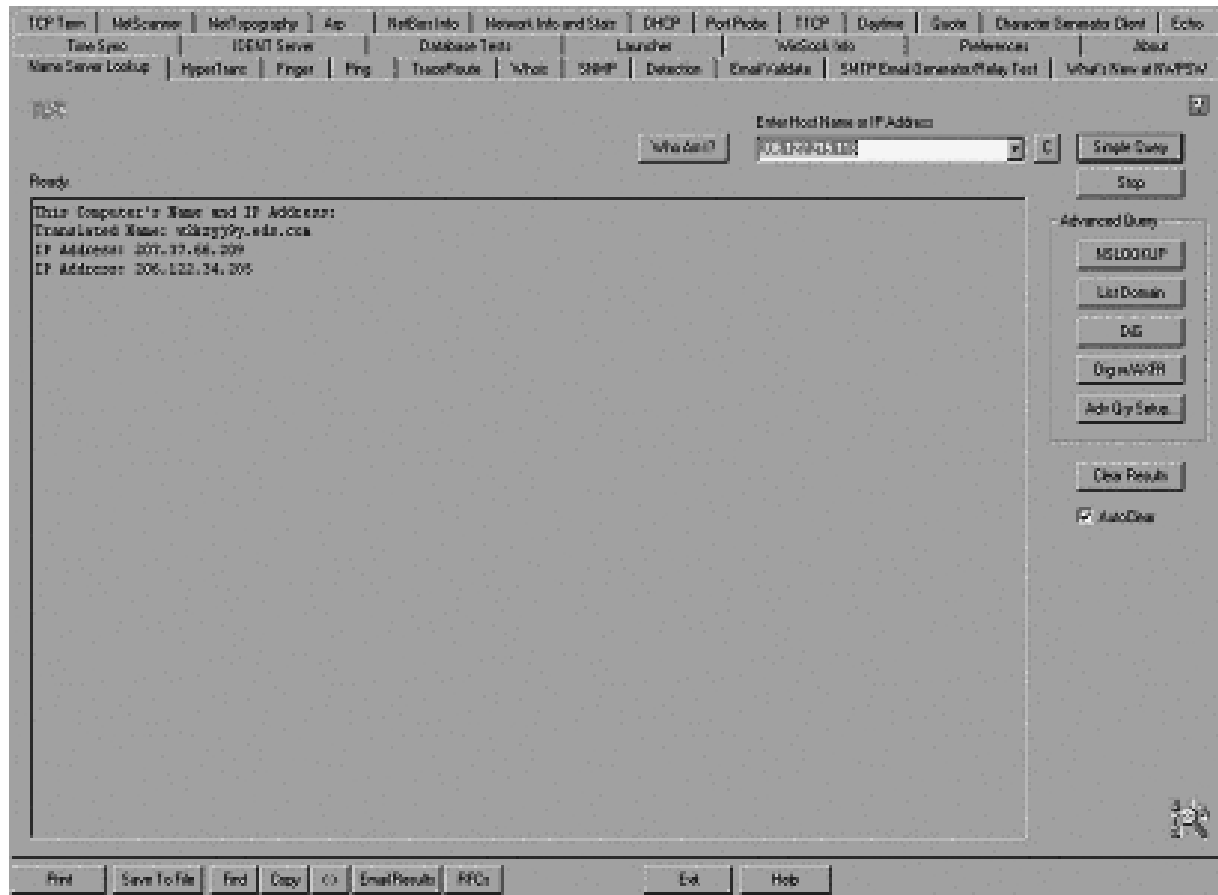 TCP Term NetScanner NetTopography Arp NetBios Info Network Info and Stats DHCP Port Probe TTCP Daytime Quote Character Generator Client Echo
Time Sync IDENT Server Database Tests Launcher WinSock Info Preferences About
Name Server Lookup HyperTrace Finger Ping TraceRoute Whois SNMP Detection Email Validate SMTP Email Generator/Relay Test What's New at NWPSW
Enter Host Name or IP Address
Who Am I? C Single Query
Ready. Stop
This Computer's Name and IP Address:
Translated Name:
IP Address: 207.37.66.209
IP Address: 206.122.34.205
Advanced Query
NSLOOKUP
List Domain
DiG
Adv Qry Setup...
Clear Results
AutoClear
Print Save To File Find Copy <> Email Results RFCs Exit Help